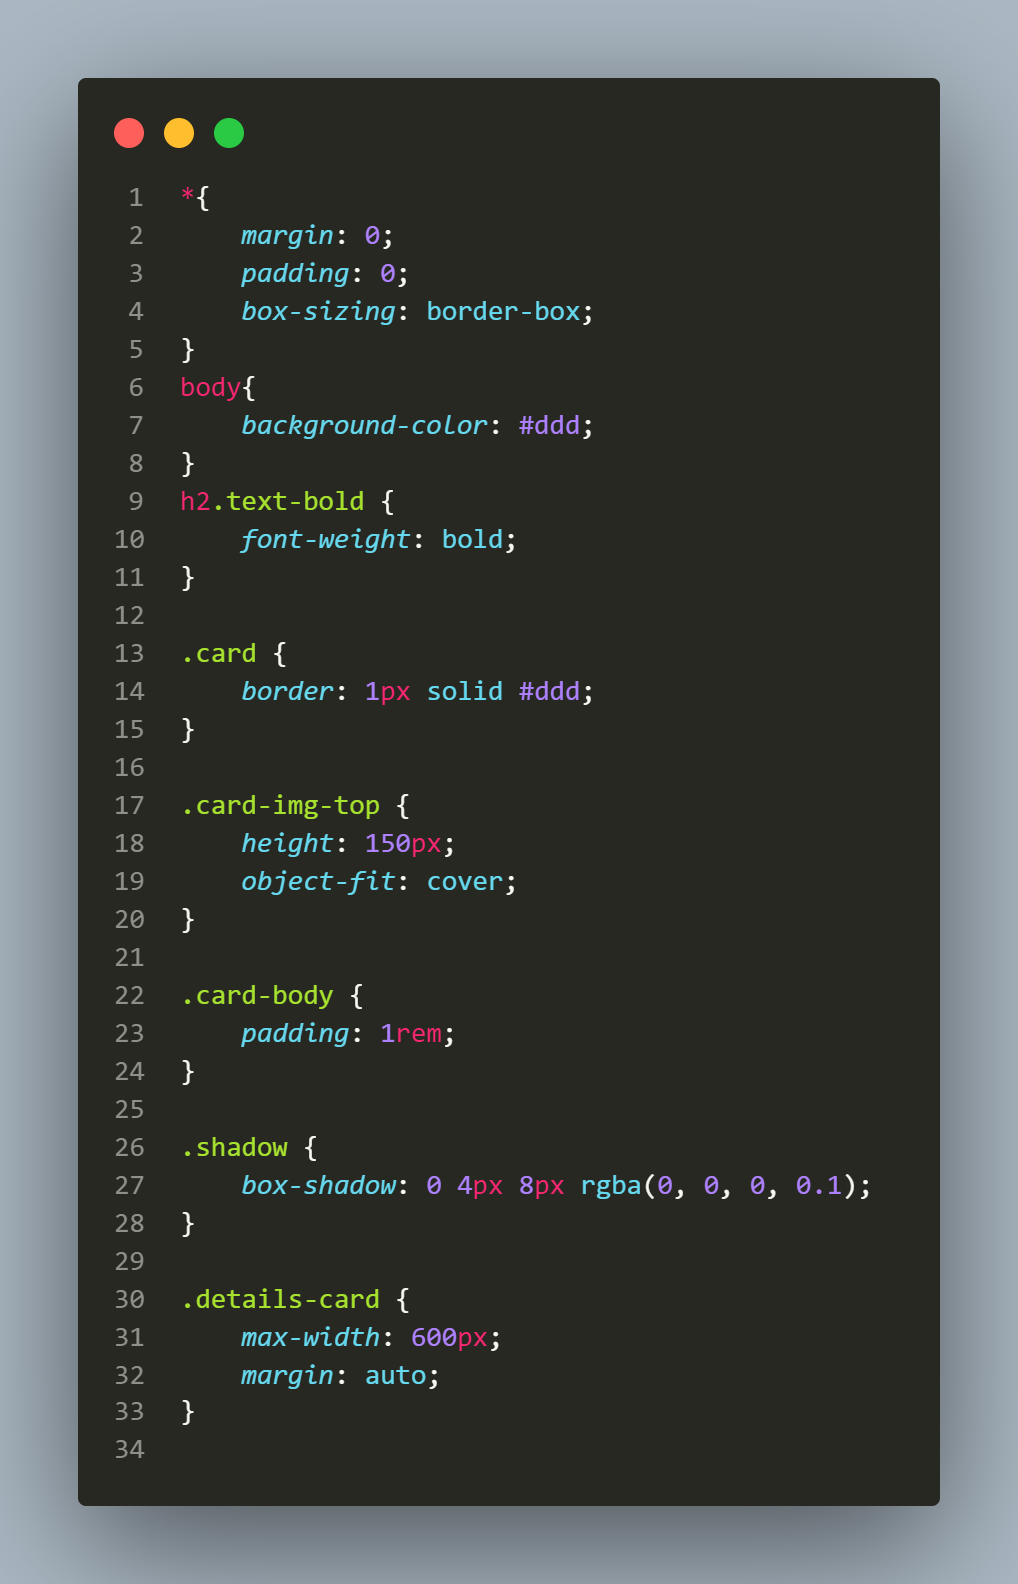 1 *{
2     margin: 0;
3     padding: 0;
4     box-sizing: border-box;
5 }
6 body{
7     background-color: #ddd;
8 }
9 h2.text-bold {
10     font-weight: bold;
11 }
12
13 .card {
14     border: 1px solid #ddd;
15 }
16
17 .card-img-top {
18     height: 150px;
19     object-fit: cover;
20 }
21
22 .card-body {
23     padding: 1rem;
24 }
25
26 .shadow {
27     box-shadow: 0 4px 8px rgba(0, 0, 0, 0.1);
28 }
29
30 .details-card {
31     max-width: 600px;
32     margin: auto;
33 }
34